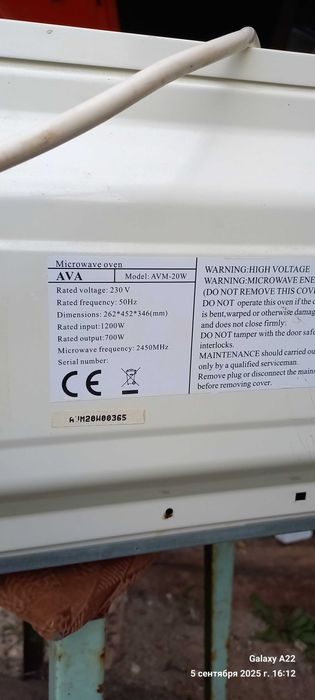 Microwave oven
AVA Model: AVM-20W
Rated voltage: 230 V
Rated frequency: 50Hz
Dimensions: 262*452*346(mm)
Rated input: 1200W
Rated output: 700W
Microwave frequency: 2450MHz
Serial number:
CE
AVM20W00365
WARNING:HIGH VOLTAGE
WARNING:MICROWAVE ENE
(DO NOT REMOVE THIS COVE
DO NOT operate this oven if the d
is bent,warped or otherwise damag
and does not close firmly.
DO NOT tamper with the door safe
interlocks.
MAINTENANCE should carried ou
only by a qualified serviceman.
Remove plug or disconnect the main
before removing cover.
Galaxy A22
5 сентября 2025 г. 16:12